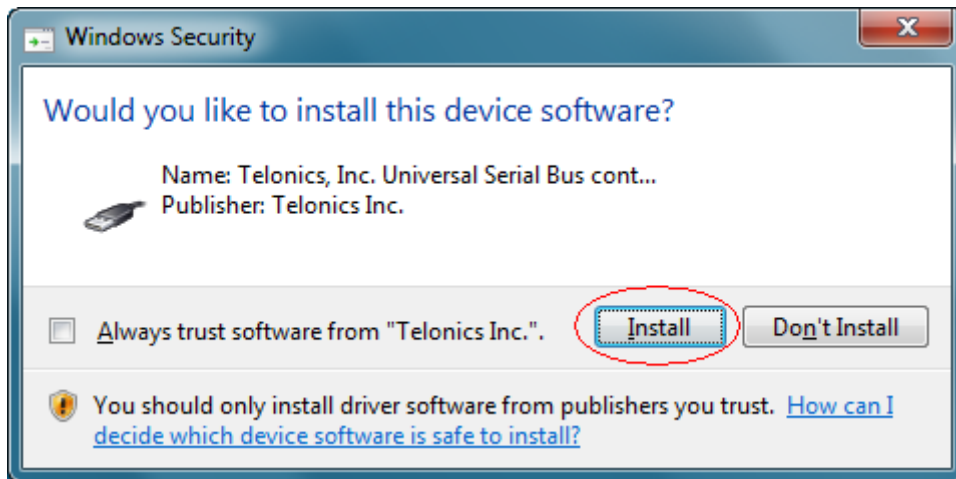 Windows Security
Would you like to install this device software?
Name: Telonics, Inc. Universal Serial Bus cont...
Publisher: Telonics Inc.
Always trust software from "Telonics Inc.".
Install
Don't Install
You should only install driver software from publishers you trust. How can I
decide which device software is safe to install?